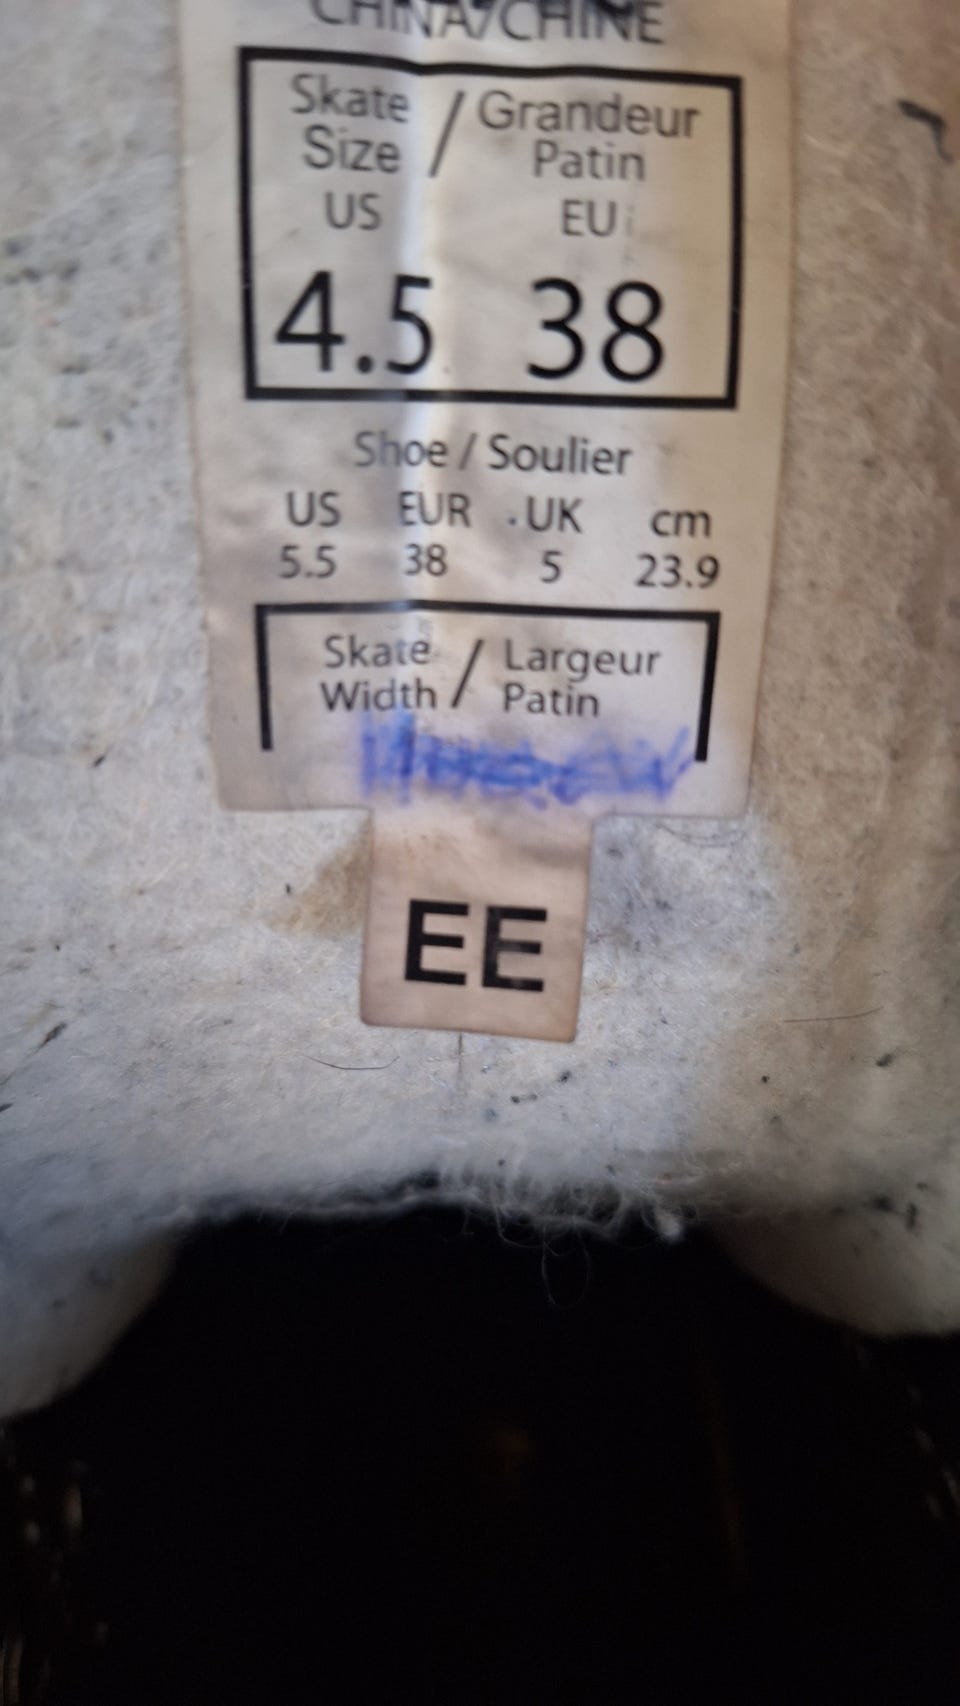 CHINA/CHINE
Skate / Grandeur
Size Patin
US EU
4.5 38
Shoe / Soulier
US EUR UK cm
5.5 38 5 23.9
Skate / Largeur
Width Patin
EE